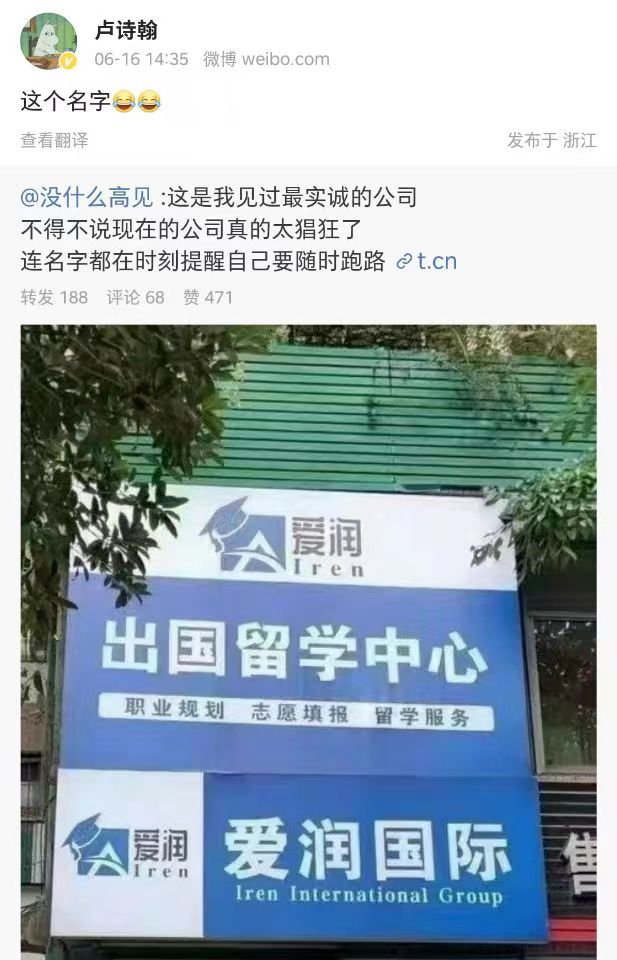 卢诗翰
06-16 14:35 微博 weibo.com
这个名字😂😂
查看翻译
发布于 浙江
@没什么高见 :这是我见过最实诚的公司
不得不说现在的公司真的太猖狂了
连名字都在时刻提醒自己要随时跑路 t.cn
转发 188 评论 68 赞 471
爱润
Iren
出国留学中心
职业规划 志愿填报 留学服务
爱润
Iren
爱润国际
Iren International Group
售